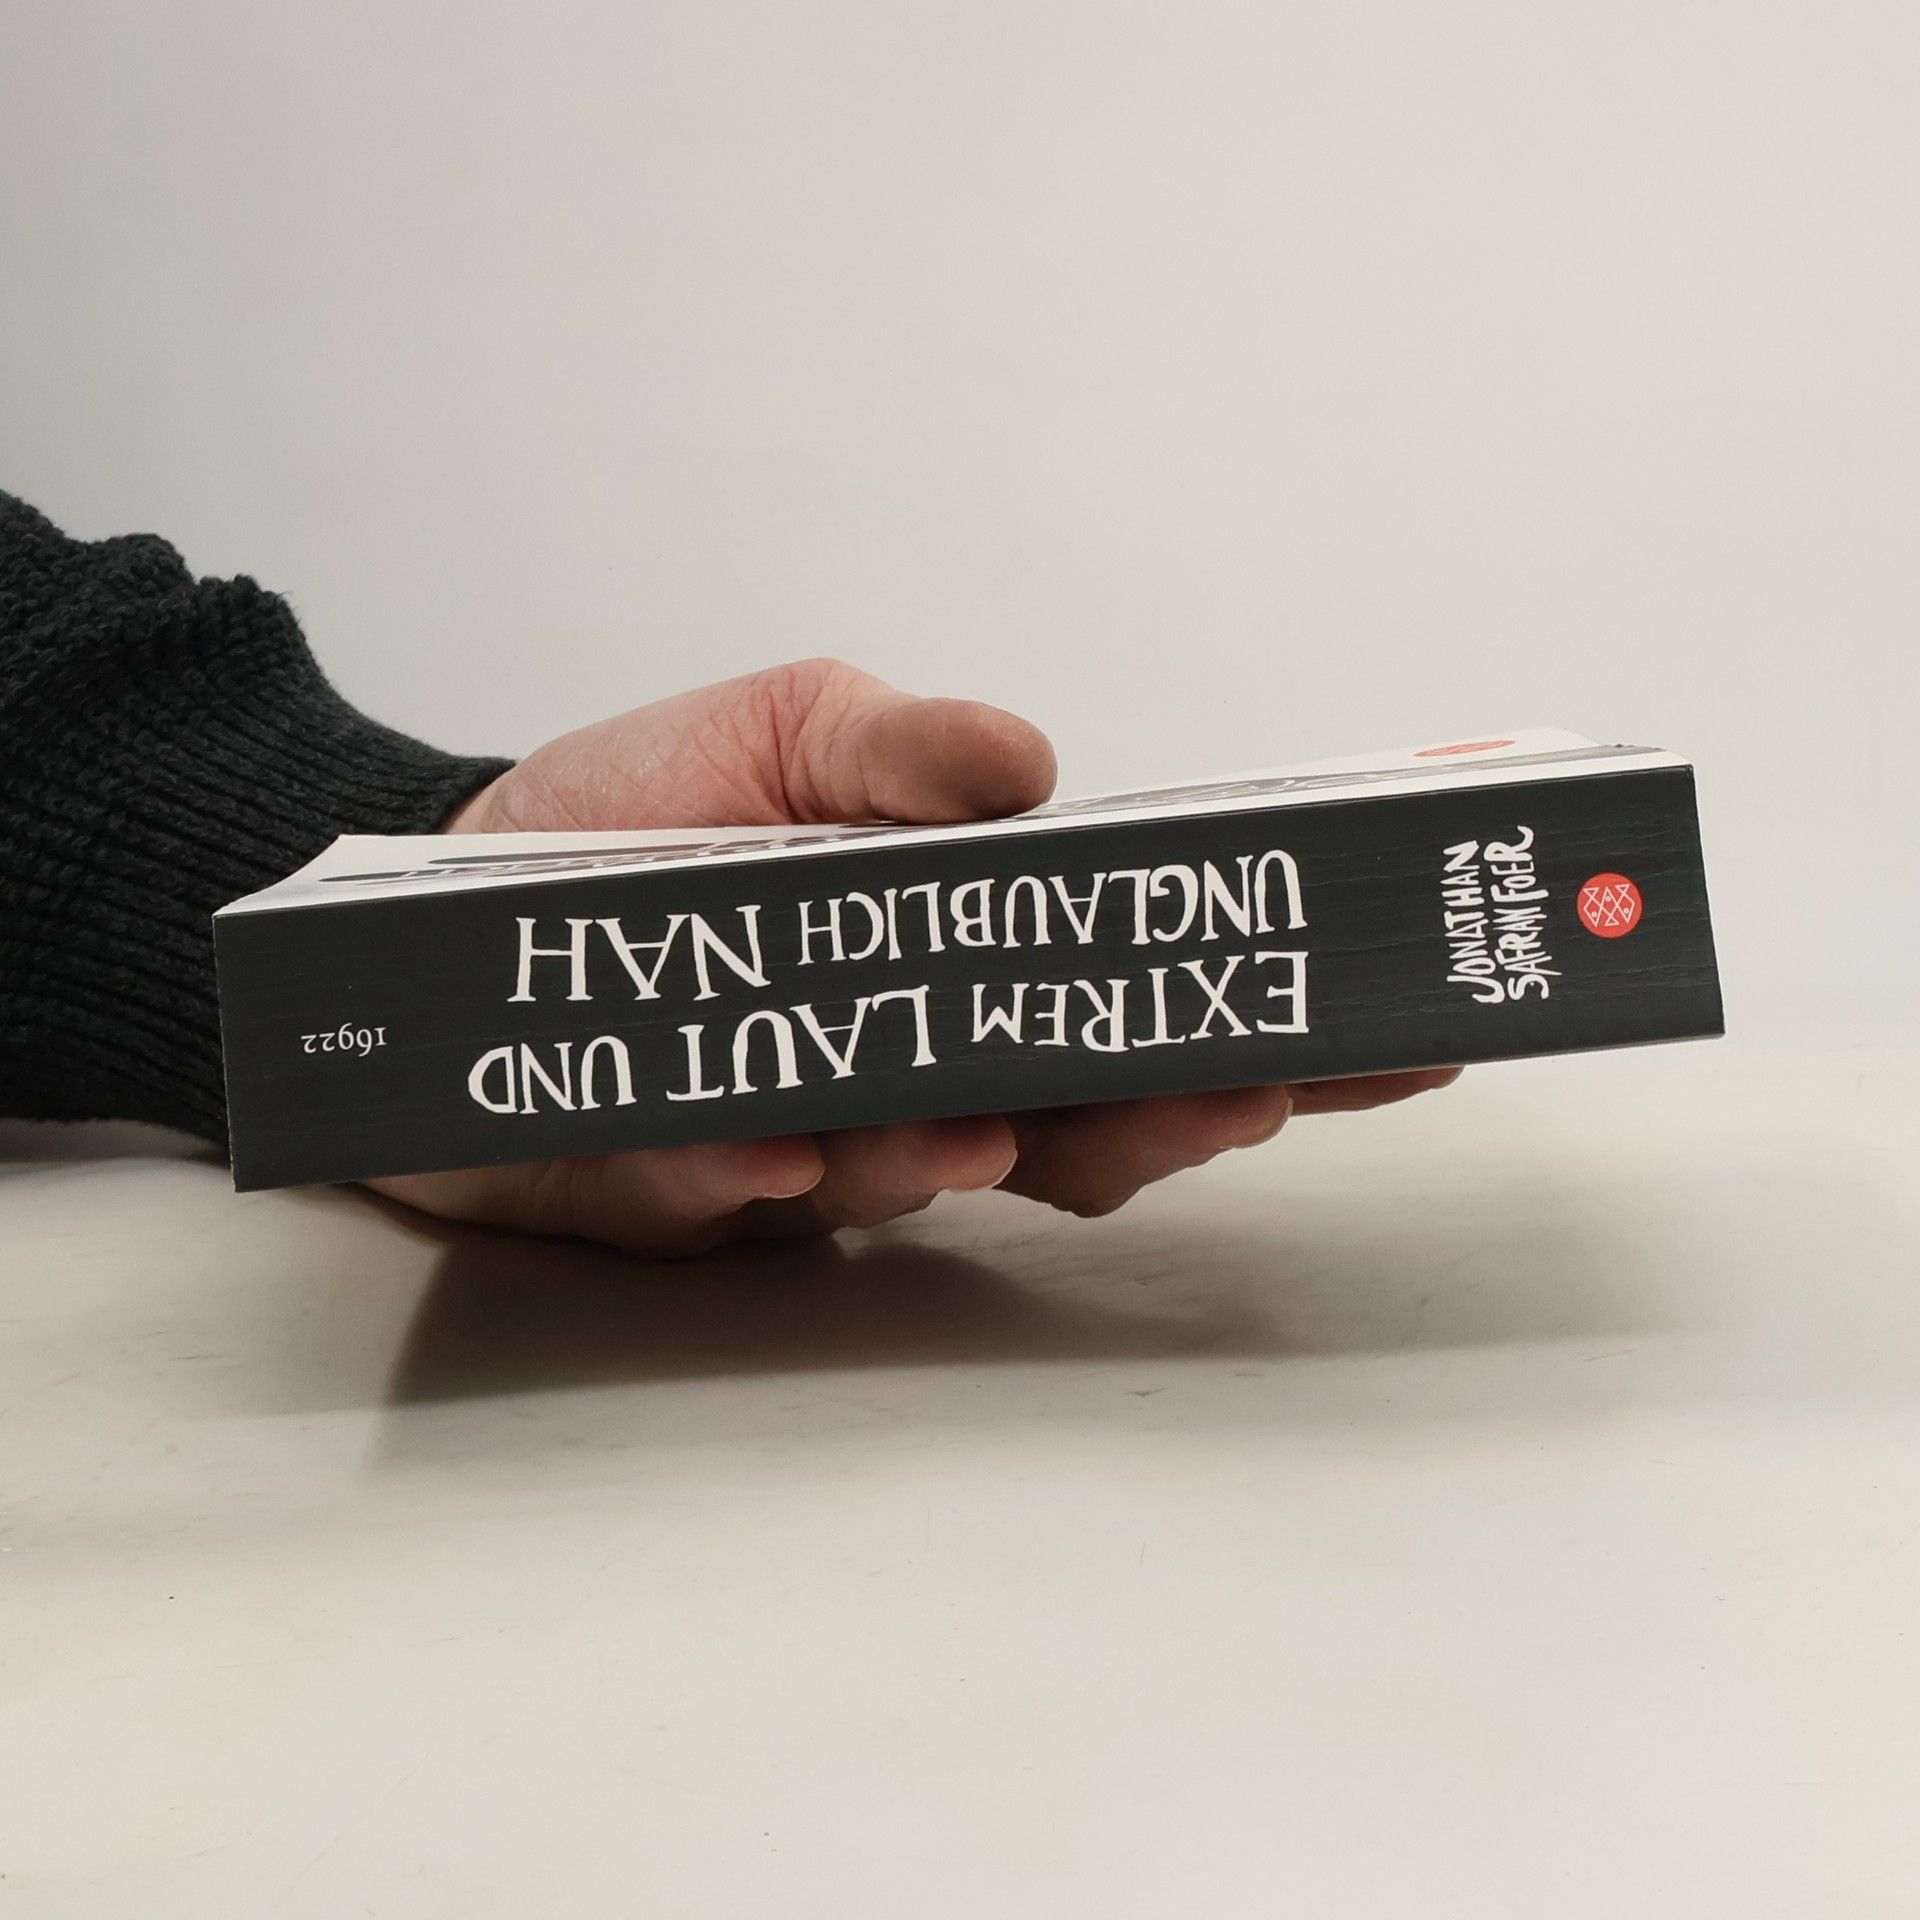 EXTREM LAUT UND
UNGLAUBLICH NAH
JONATHAN
SAFRAN FOER
16922